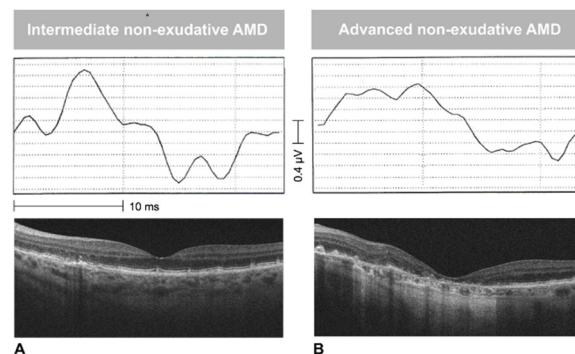 Intermediate non-exudative AMD
Advanced non-exudative AMD
0.4 µV
10 ms
A
B